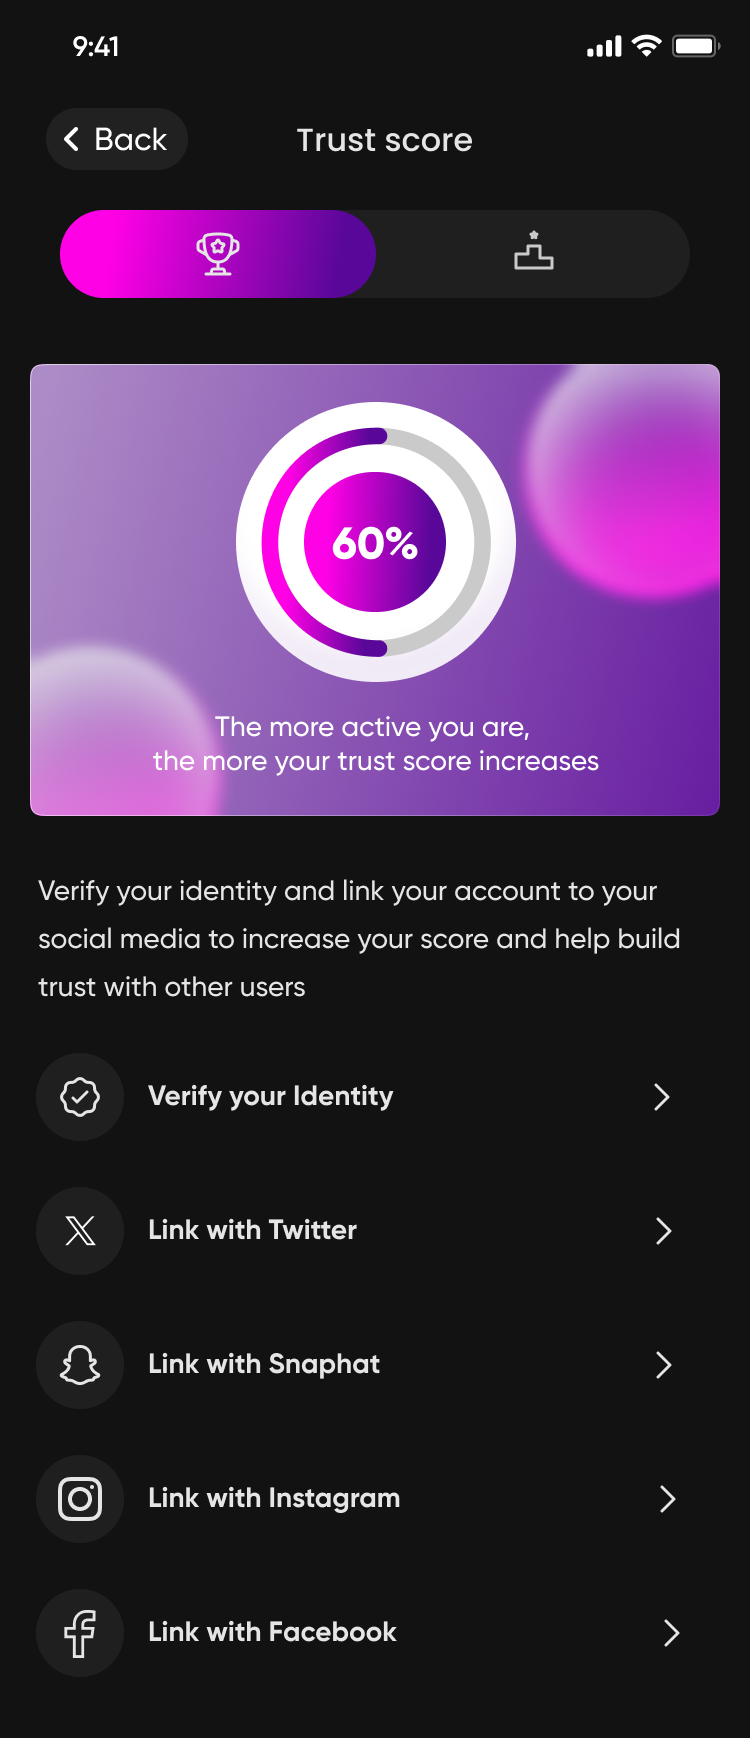 9:41
Back
Trust score
60%
The more active you are,
the more your trust score increases
Verify your identity and link your account to your
social media to increase your score and help build
trust with other users
Verify your Identity
Link with Twitter
Link with Snaphat
Link with Instagram
Link with Facebook